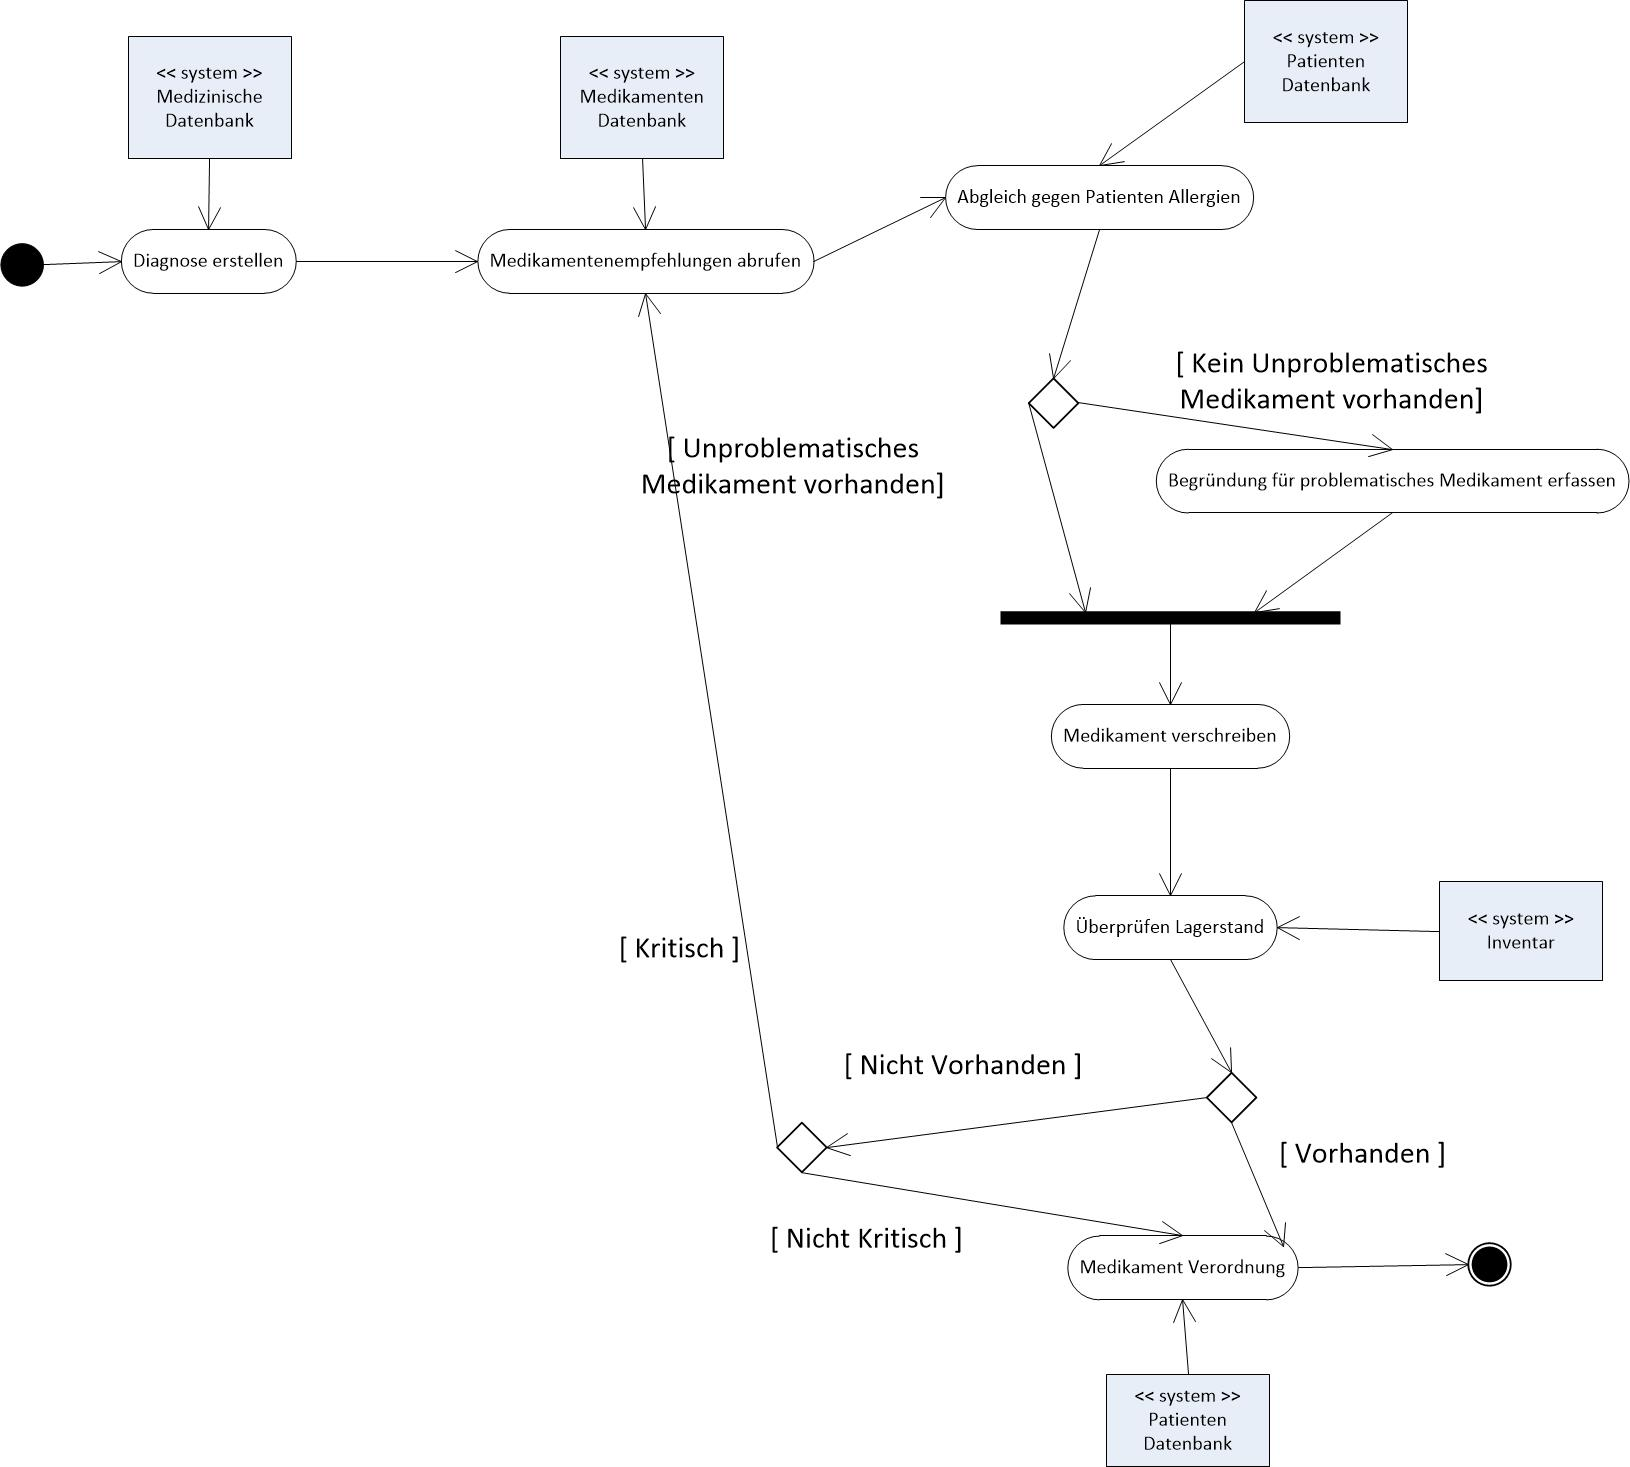 << system >>
Medizinische
Datenbank
<< system >>
Medikamenten
Datenbank
<< system >>
Patienten
Datenbank
Diagnose erstellen
Medikamentenempfehlungen abrufen
Abgleich gegen Patienten Allergien
[ Kein Unproblematisches
Medikament vorhanden]
[ Unproblematisches
Medikament vorhanden]
Begründung für problematisches Medikament erfassen
Medikament verschreiben
Überprüfen Lagerstand
<< system >>
Inventar
[ Kritisch ]
[ Nicht Vorhanden ]
[ Vorhanden ]
[ Nicht Kritisch ]
Medikament Verordnung
<< system >>
Patienten
Datenbank